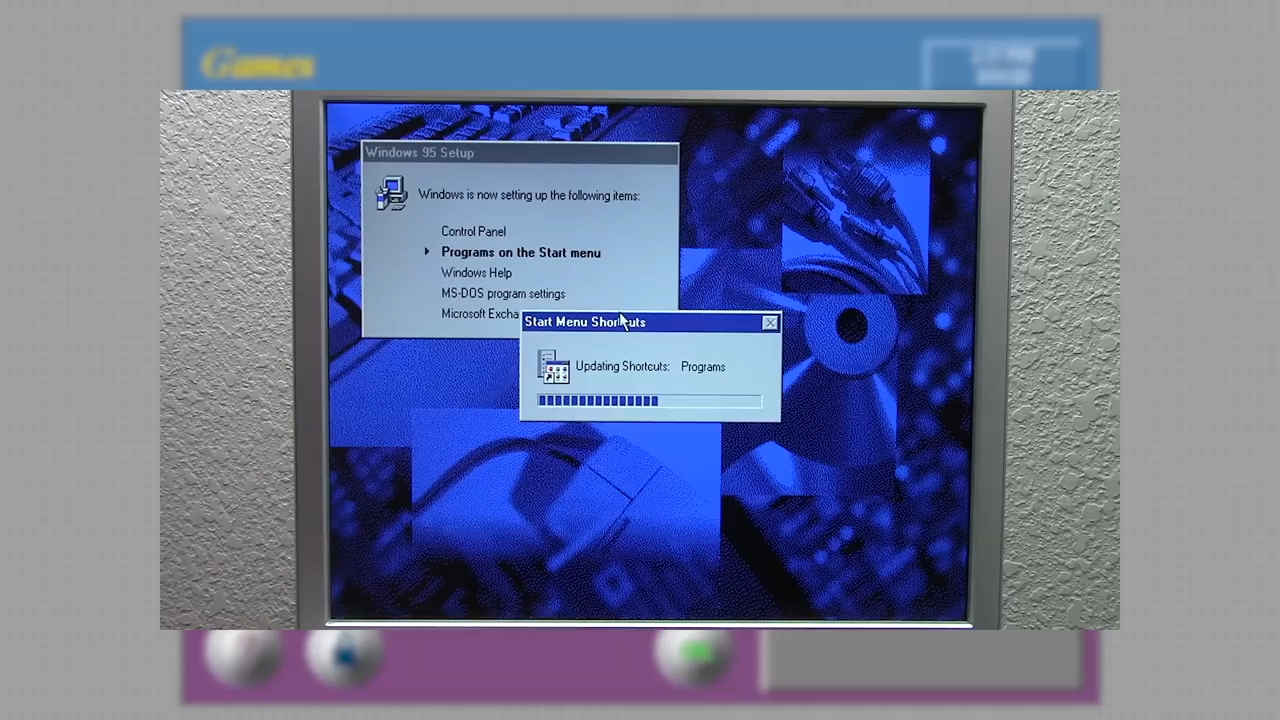 Games
Windows 95 Setup
Windows is now setting up the following items:
Control Panel
Programs on the Start menu
Windows Help
MS-DOS program settings
Microsoft Excha
Start Menu Shortcuts
Updating Shortcuts: Programs